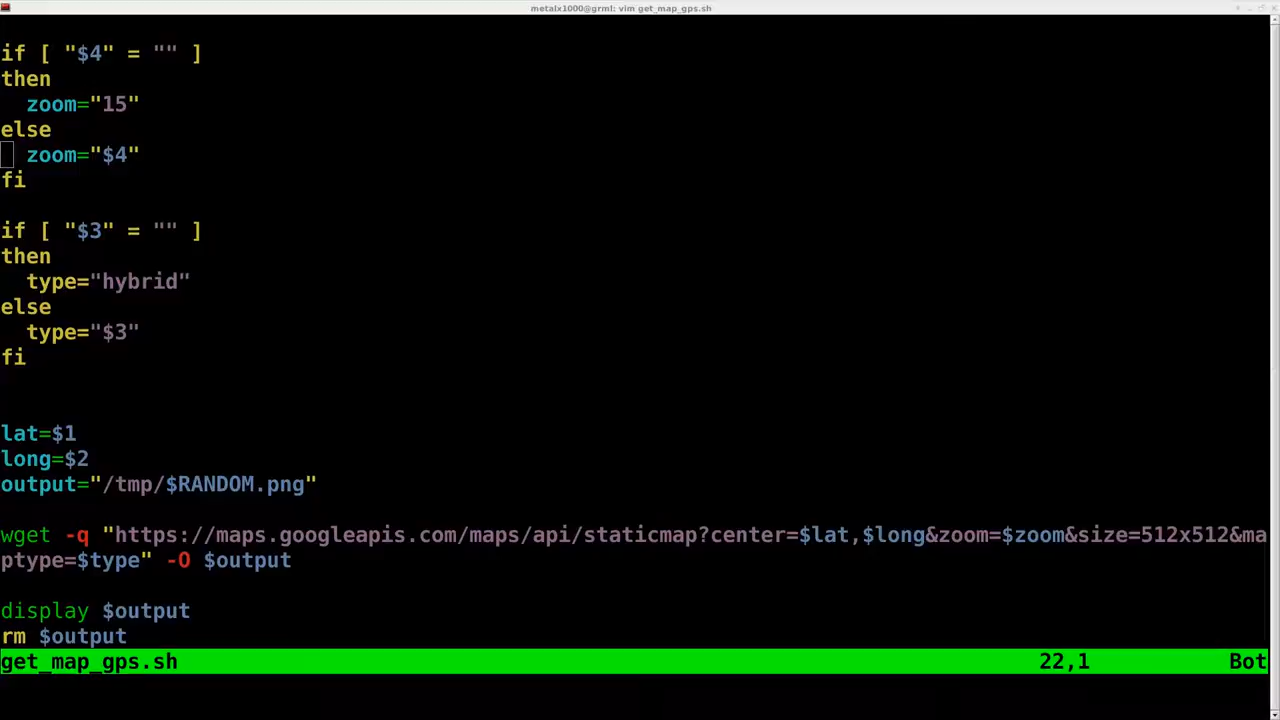 metalx1000@grml: vim get_map_gps.sh
if [ "$4" = "" ]
then
  zoom="15"
else
  zoom="$4"
fi
if [ "$3" = "" ]
then
  type="hybrid"
else
  type="$3"
fi
lat=$1
long=$2
output="/tmp/$RANDOM.png"
wget -q "https://maps.googleapis.com/maps/api/staticmap?center=$lat,$long&zoom=$zoom&size=512x512&ma
ptype=$type" -O $output
display $output
rm $output
get_map_gps.sh 22,1 Bot